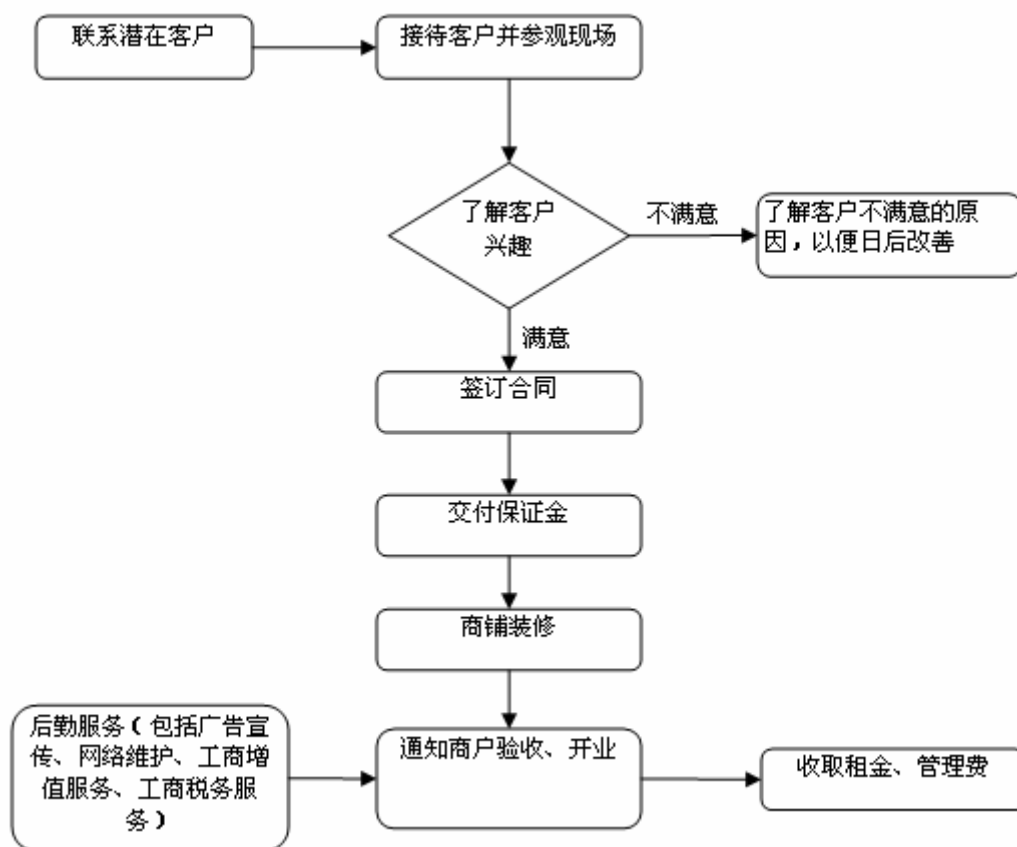 联系潜在客户
接待客户并参观现场
了解客户
兴趣
不满意
了解客户不满意的原
因，以便日后改善
满意
签订合同
交付保证金
商铺装修
后勤服务（包括广告宣
传、网络维护、工商增
值服务、工商税务服
务）
通知商户验收、开业
收取租金、管理费